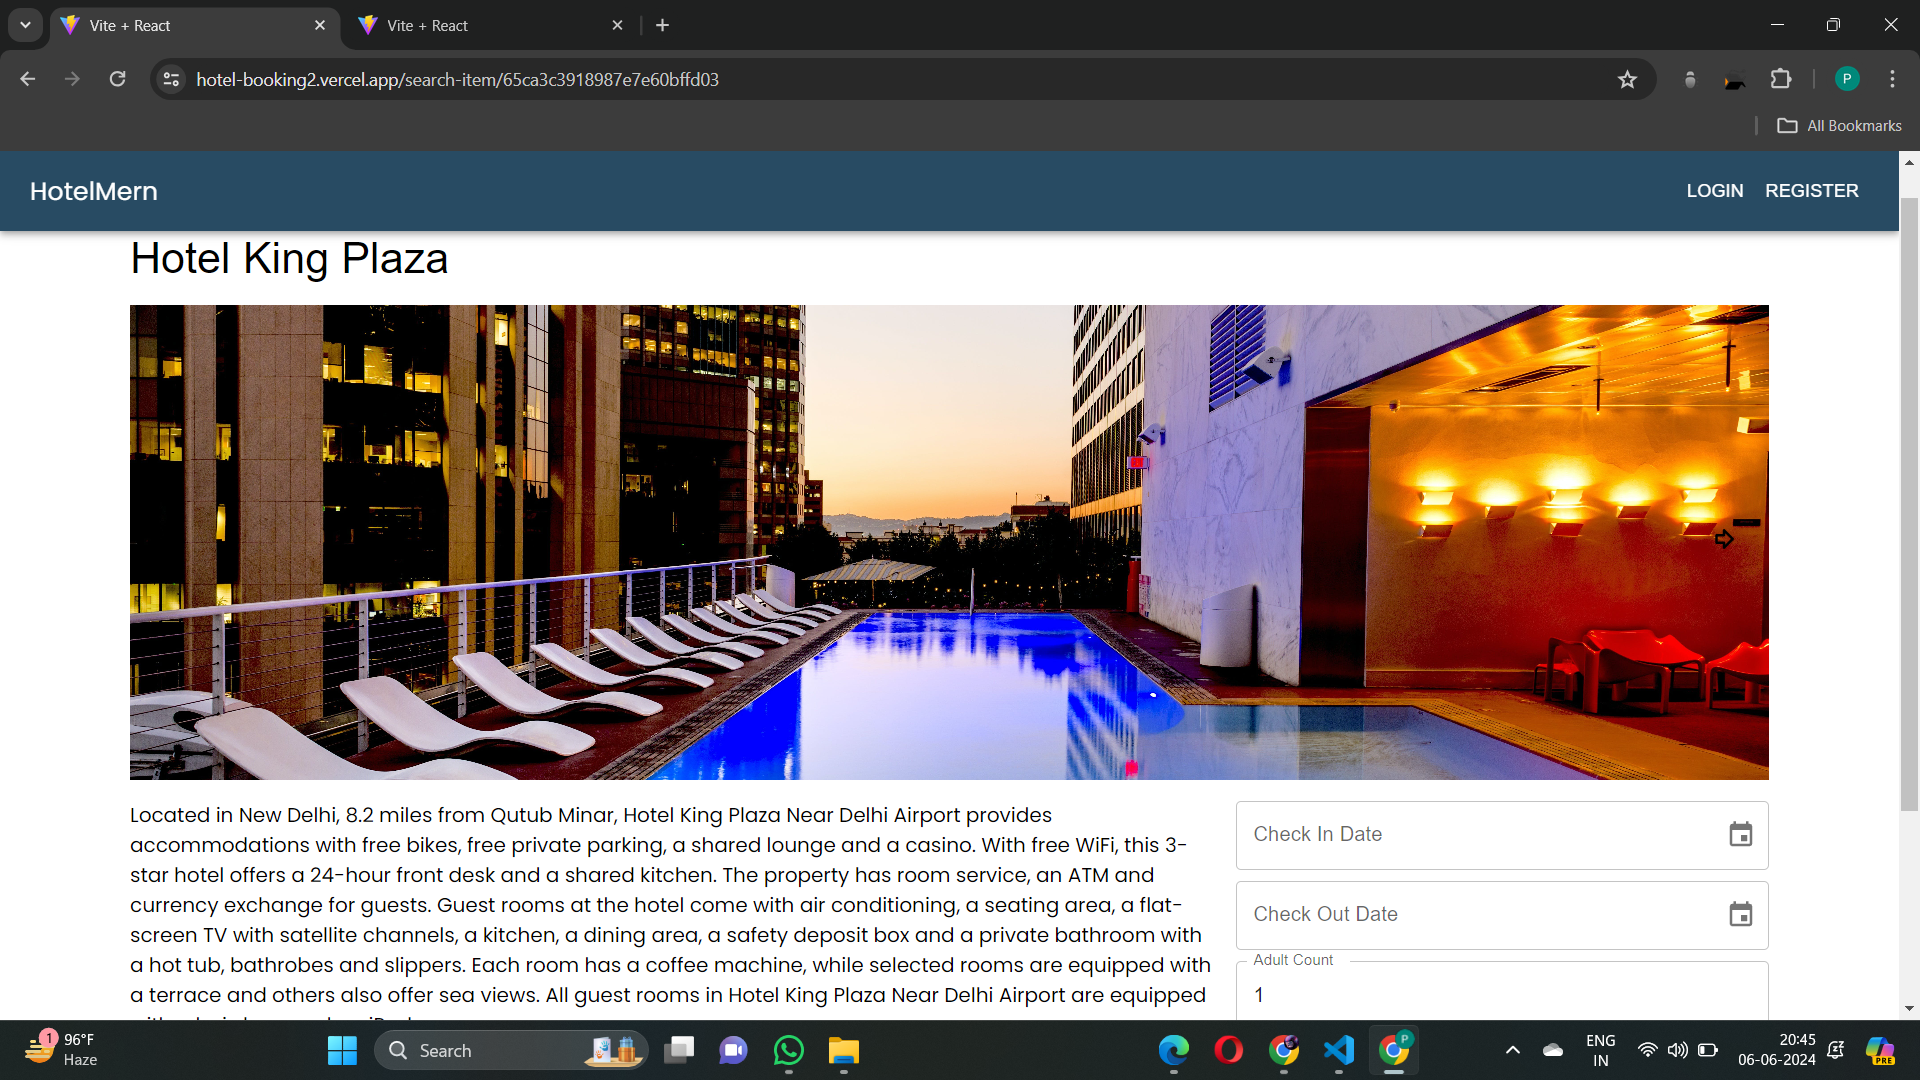 Vite + React
Vite + React
hotel-booking2.vercel.app/search-item/65ca3c3918987e7e60bffd03
P
All Bookmarks
HotelMern
LOGIN REGISTER
Hotel King Plaza
Located in New Delhi, 8.2 miles from Qutub Minar, Hotel King Plaza Near Delhi Airport provides
accommodations with free bikes, free private parking, a shared lounge and a casino. With free WiFi, this 3-
star hotel offers a 24-hour front desk and a shared kitchen. The property has room service, an ATM and
currency exchange for guests. Guest rooms at the hotel come with air conditioning, a seating area, a flat-
screen TV with satellite channels, a kitchen, a dining area, a safety deposit box and a private bathroom with
a hot tub, bathrobes and slippers. Each room has a coffee machine, while selected rooms are equipped with
a terrace and others also offer sea views. All guest rooms in Hotel King Plaza Near Delhi Airport are equipped
Check In Date
Check Out Date
Adult Count
1
1
96°F
Haze
Search
P
ENG
IN
20:45
06-06-2024
PRE